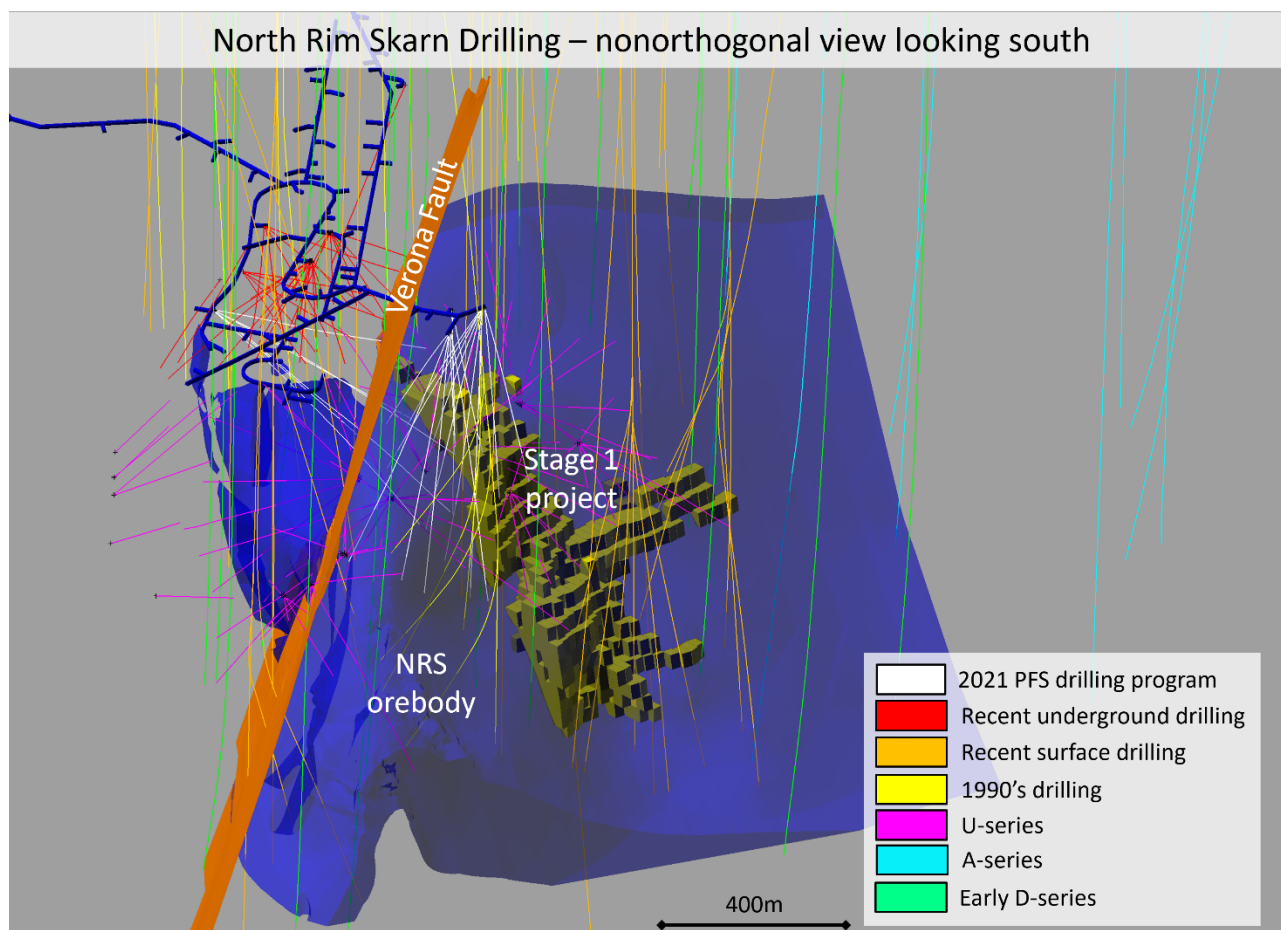 North Rim Skarn Drilling – nonorthogonal view looking south
Verona Fault
Stage 1
project
NRS
orebody
2021 PFS drilling program
Recent underground drilling
Recent surface drilling
1990's drilling
U-series
A-series
Early D-series
400m